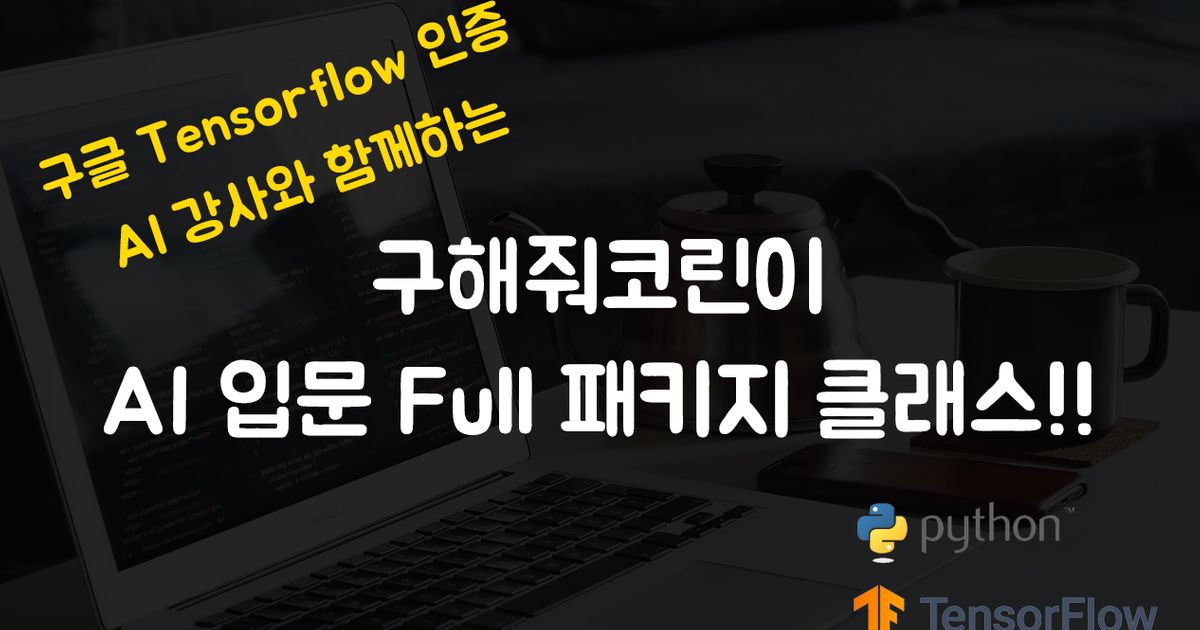 구글 Tensorflow 인증
AI 강사와 함께하는
구해줘코린이
AI 입문 Full 패키지 클래스!!
python™
TensorFlow